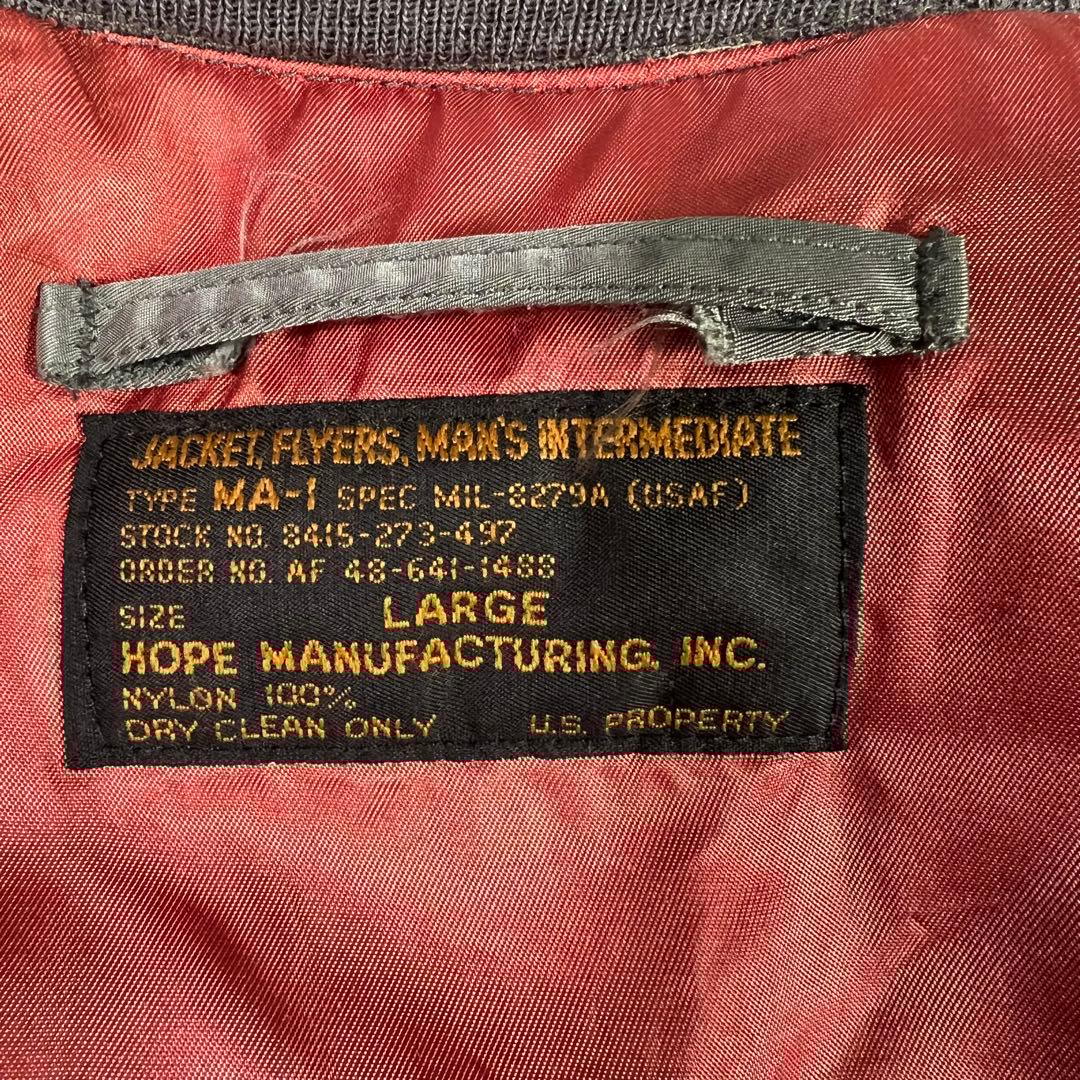 JACKET, FLYERS, MAN'S INTERMEDIATE
TYPE MA-1 SPEC MIL-8279A (USAF)
STOCK NO. 8415-273-497
ORDER NO. AF 48-641-1488
SIZE LARGE
HOPE MANUFACTURING, INC.
NYLON 100%
DRY CLEAN ONLY U.S. PROPERTY